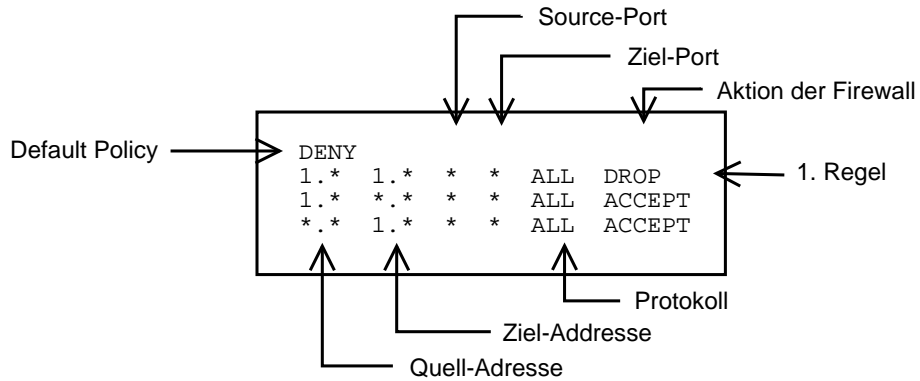 Source-Port
Ziel-Port
Aktion der Firewall
Default Policy
DENY
1.* 1.* * * ALL DROP
1. Regel
1.* *.* * * ALL ACCEPT
*.* 1.* * * ALL ACCEPT
Protokoll
Ziel-Addresse
Quell-Adresse